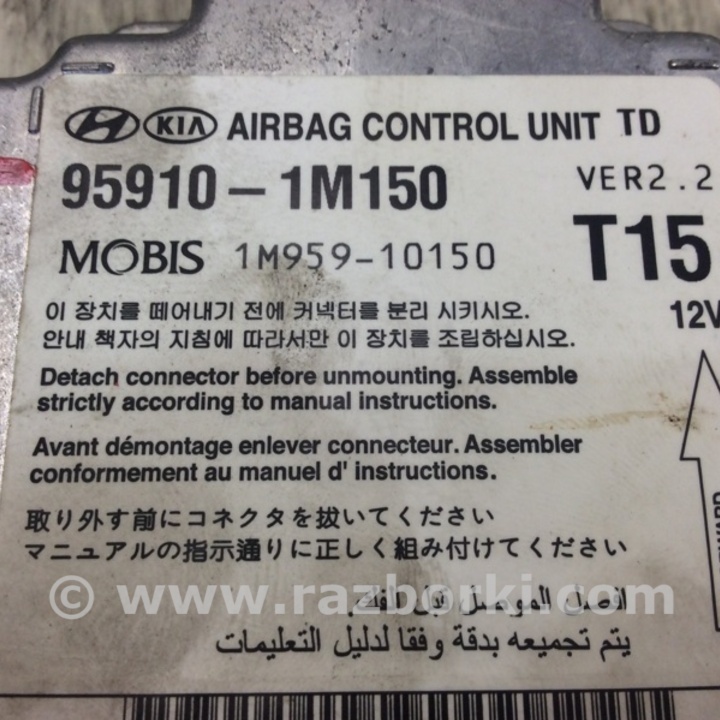 KIA AIRBAG CONTROL UNIT TD
95910-1M150 VER2.2
MOBIS 1M959-10150 T15
이 장치를 떼어내기 전에 커넥터를 분리 시키시오.
안내 책자의 지침에 따라서만 이 장치를 조립하십시오. 12V
Detach connector before unmounting. Assemble
strictly according to manual instructions.
Avant démontage enlever connecteur. Assembler
conformement au manuel d' instructions.
取り外す前にコネクタを抜いてください
マニュアルの指示通りに正しく組み付けてください.
© www.razborki.com
افصل الموصل قبل الفك
يتم تجميعه بدقة وفقا لدليل التعليمات